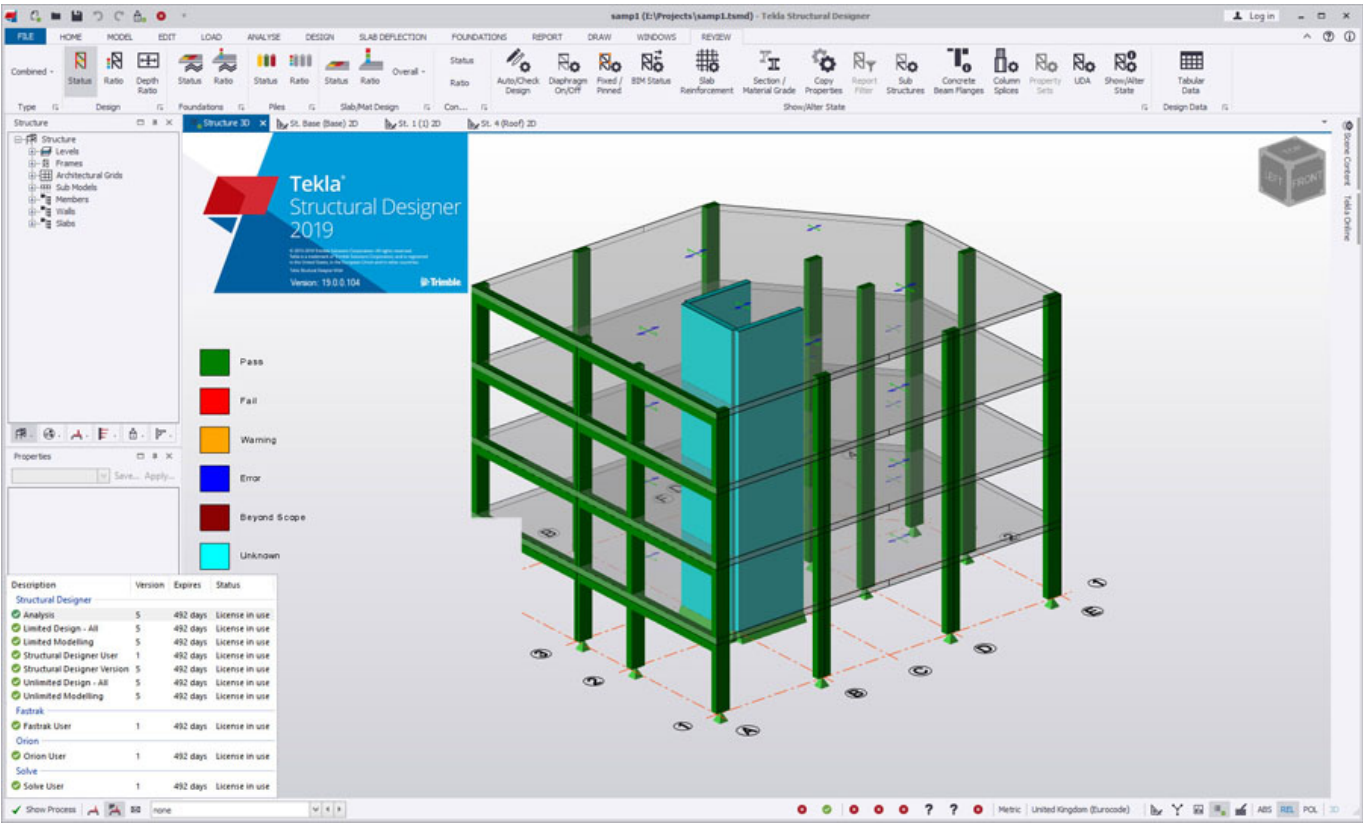 samp1 (E:\Projects\samp1.tsmd) - Tekla Structural Designer
Log in
FILE HOME MODEL EDIT LOAD ANALYSE DESIGN SLAB DEFLECTION FOUNDATIONS REPORT DRAW WINDOWS REVIEW
Combined
Status Ratio Depth Ratio
Status Ratio
Status Ratio
Status Ratio Overall
Status
Ratio
Auto/Check Design
Diaphragm On/Off
Fixed / Pinned
BIM Status
Slab Reinforcement
Section / Material Grade
Copy Properties
Report Filter
Sub Structures
Concrete Beam Flanges
Column Splices
Property Sets
UDA
Show/Alter State
Tabular Data
Type Design Foundations Piles Slab/Mat Design Con... Show/Alter State Design Data
Structure
Structure 3D St. Base (Base) 2D St. 1 (1) 2D St. 4 (Roof) 2D
Structure
Levels
Frames
Architectural Grids
Sub Models
Members
Walls
Slabs
Tekla®
Structural Designer
2019
Version: 19.0.0.104
Trimble
TOP
LEFT FRONT
Scene Content
Tekla Online
Pass
Fail
Warning
Error
Beyond Scope
Unknown
Properties
Save... Apply...
Description Version Expires Status
Structural Designer
Analysis 5 492 days License in use
Limited Design - All 5 492 days License in use
Limited Modelling 5 492 days License in use
Structural Designer User 1 492 days License in use
Structural Designer Version 5 492 days License in use
Unlimited Design - All 5 492 days License in use
Unlimited Modelling 5 492 days License in use
Fastrak
Fastrak User 1 492 days License in use
Orion
Orion User 1 492 days License in use
Solve
Solve User 1 492 days License in use
3
2
1
A
B
C
D
E
1
Show Process none
Metric United Kingdom (Eurocode) ABS REL POL 3D